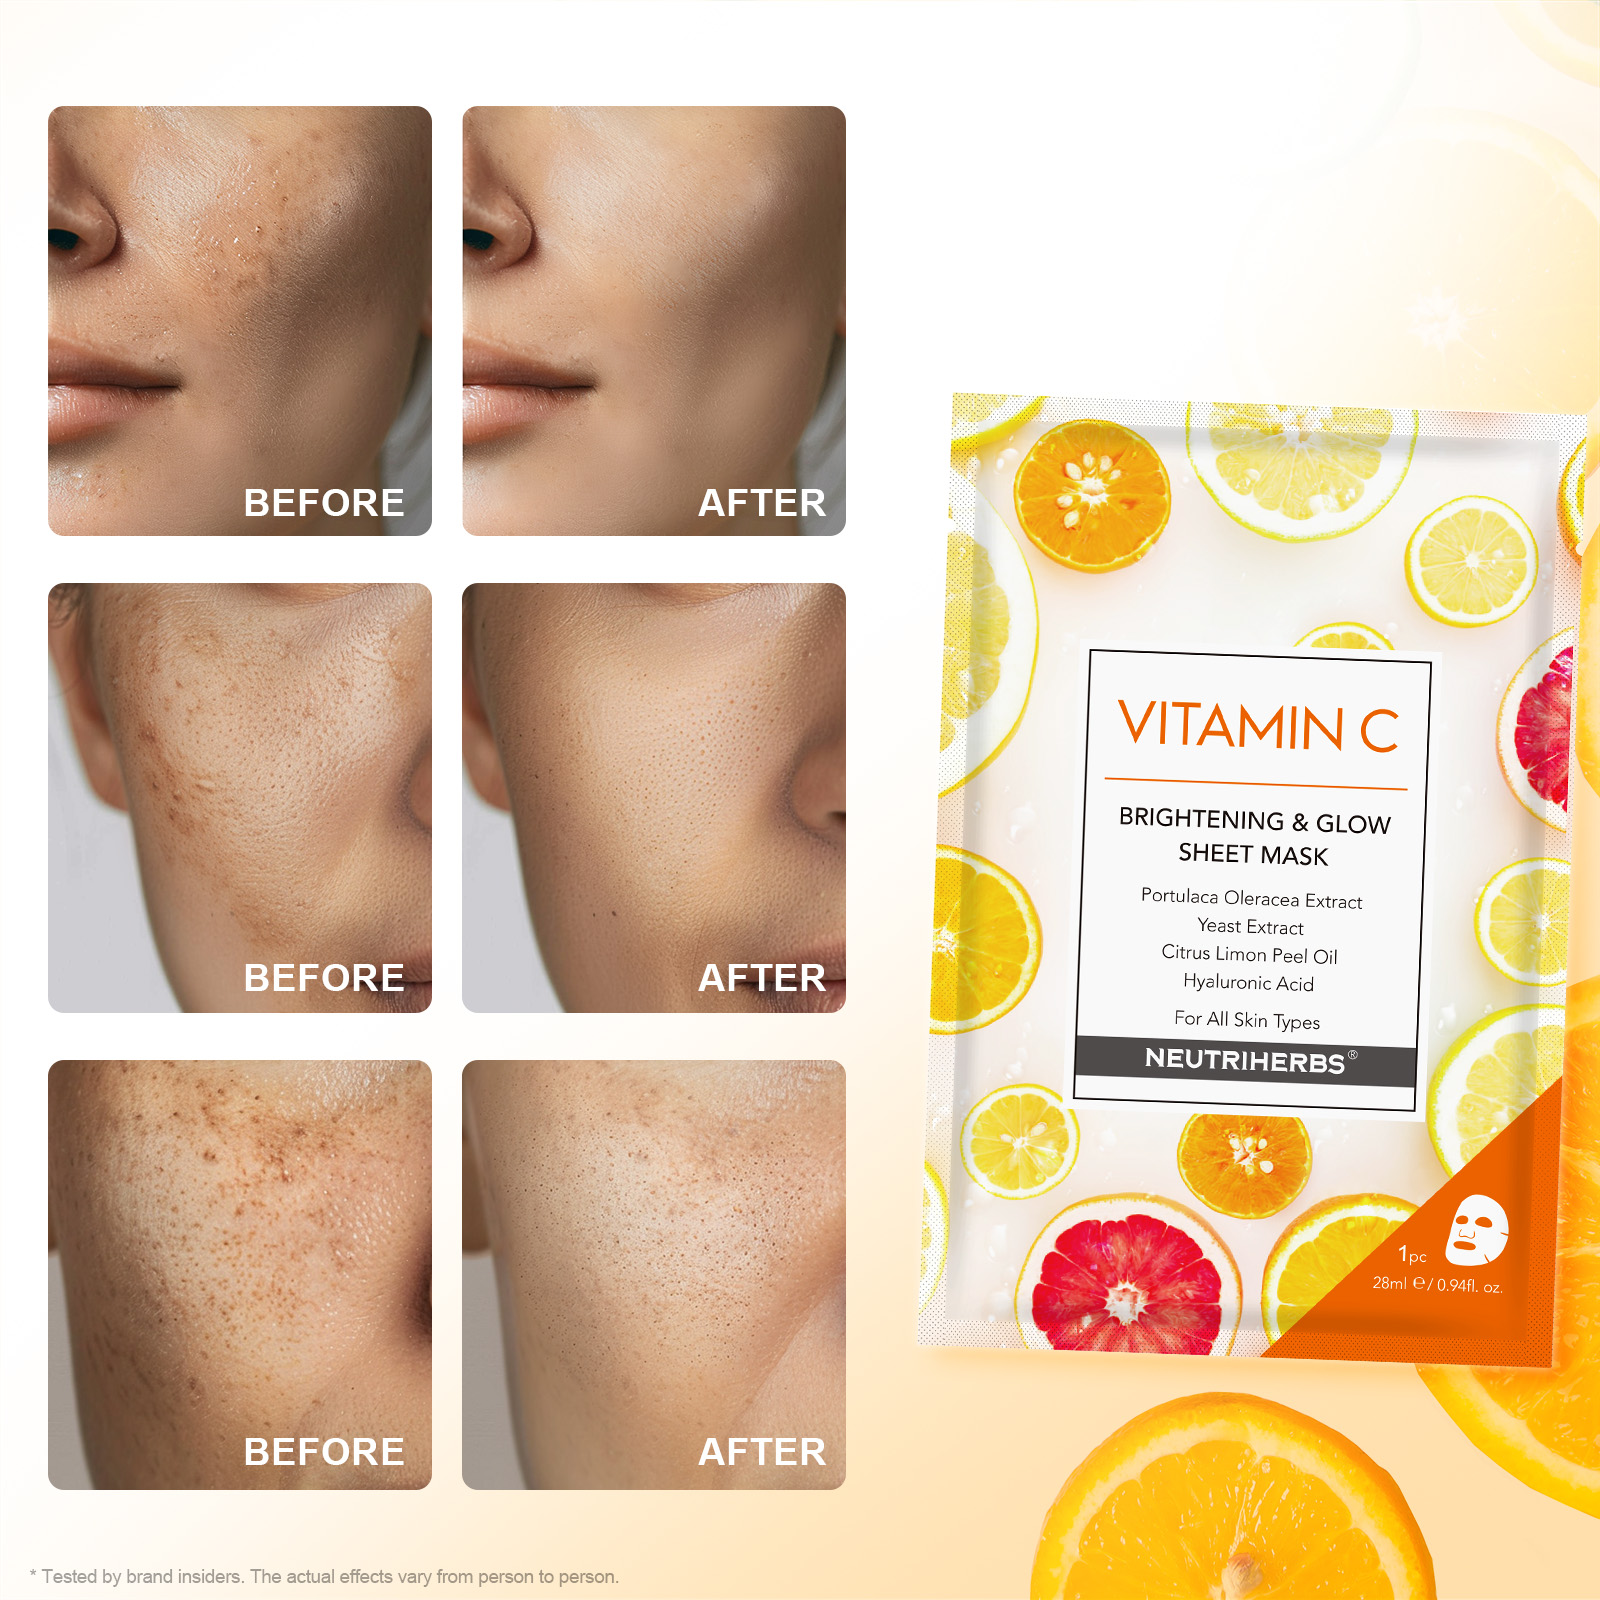 BEFORE
AFTER
BEFORE
AFTER
BEFORE
AFTER
VITAMIN C
BRIGHTENING & GLOW
SHEET MASK
Portulaca Oleracea Extract
Yeast Extract
Citrus Limon Peel Oil
Hyaluronic Acid
For All Skin Types
NEUTRIHERBS®
1pc
28ml ℮ / 0.94fl. oz.
* Tested by brand insiders. The actual effects vary from person to person.